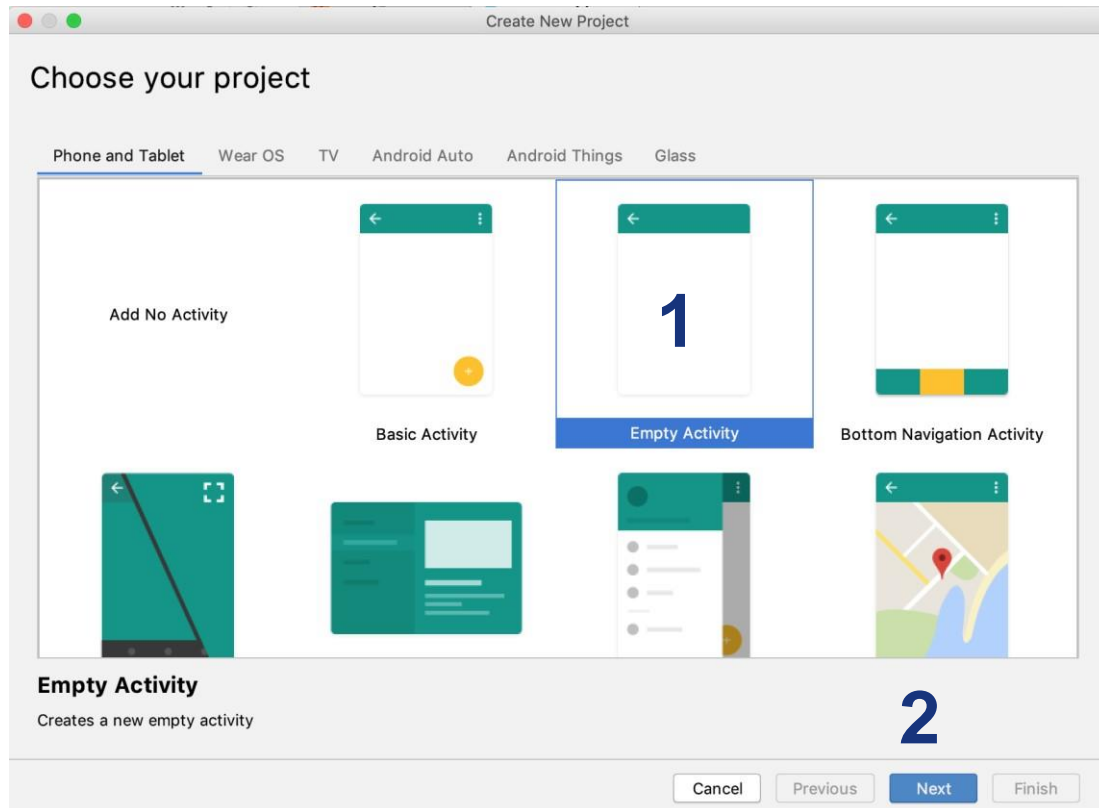 Create New Project
Choose your project
Phone and Tablet Wear OS TV Android Auto Android Things Glass
1
Add No Activity
Basic Activity Empty Activity Bottom Navigation Activity
Empty Activity
Creates a new empty activity
2
Cancel Previous Next Finish